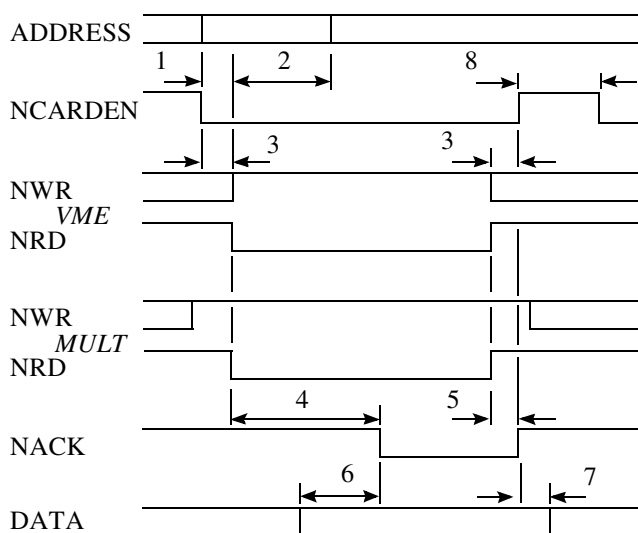 ADDRESS
1 2 8
NCARDEN
3 3
NWR
VME
NRD
NWR
MULT
NRD
4 5
NACK
6 7
DATA